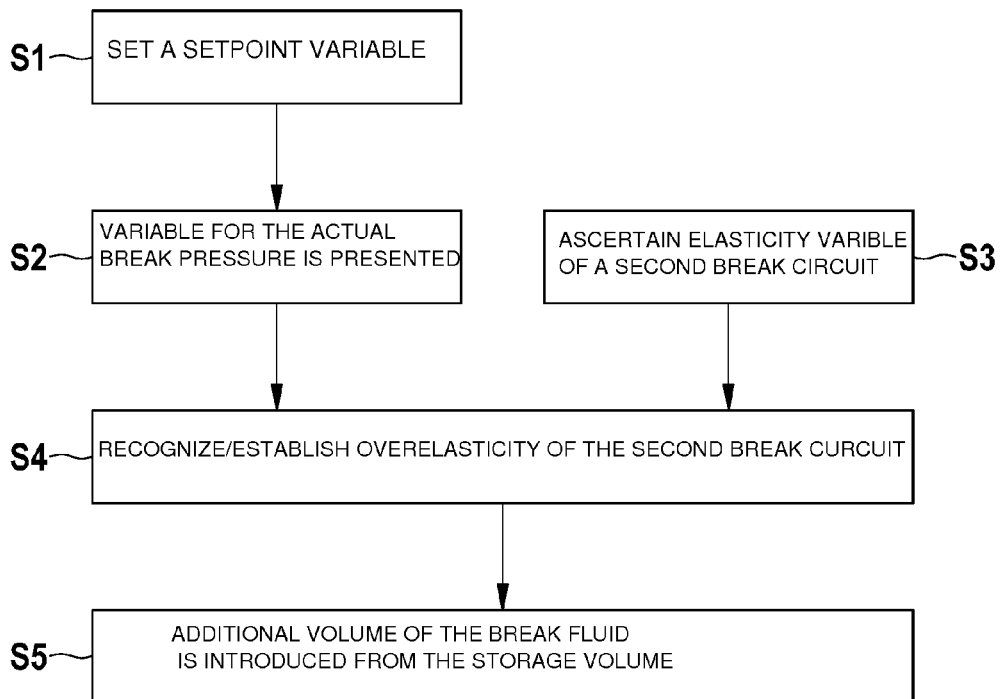 S1
SET A SETPOINT VARIABLE
S2
VARIABLE FOR THE ACTUAL
BREAK PRESSURE IS PRESENTED
ASCERTAIN ELASTICITY VARIBLE
OF A SECOND BREAK CIRCUIT
S3
S4
RECOGNIZE/ESTABLISH OVERELASTICITY OF THE SECOND BREAK CURCUIT
S5
ADDITIONAL VOLUME OF THE BREAK FLUID
IS INTRODUCED FROM THE STORAGE VOLUME